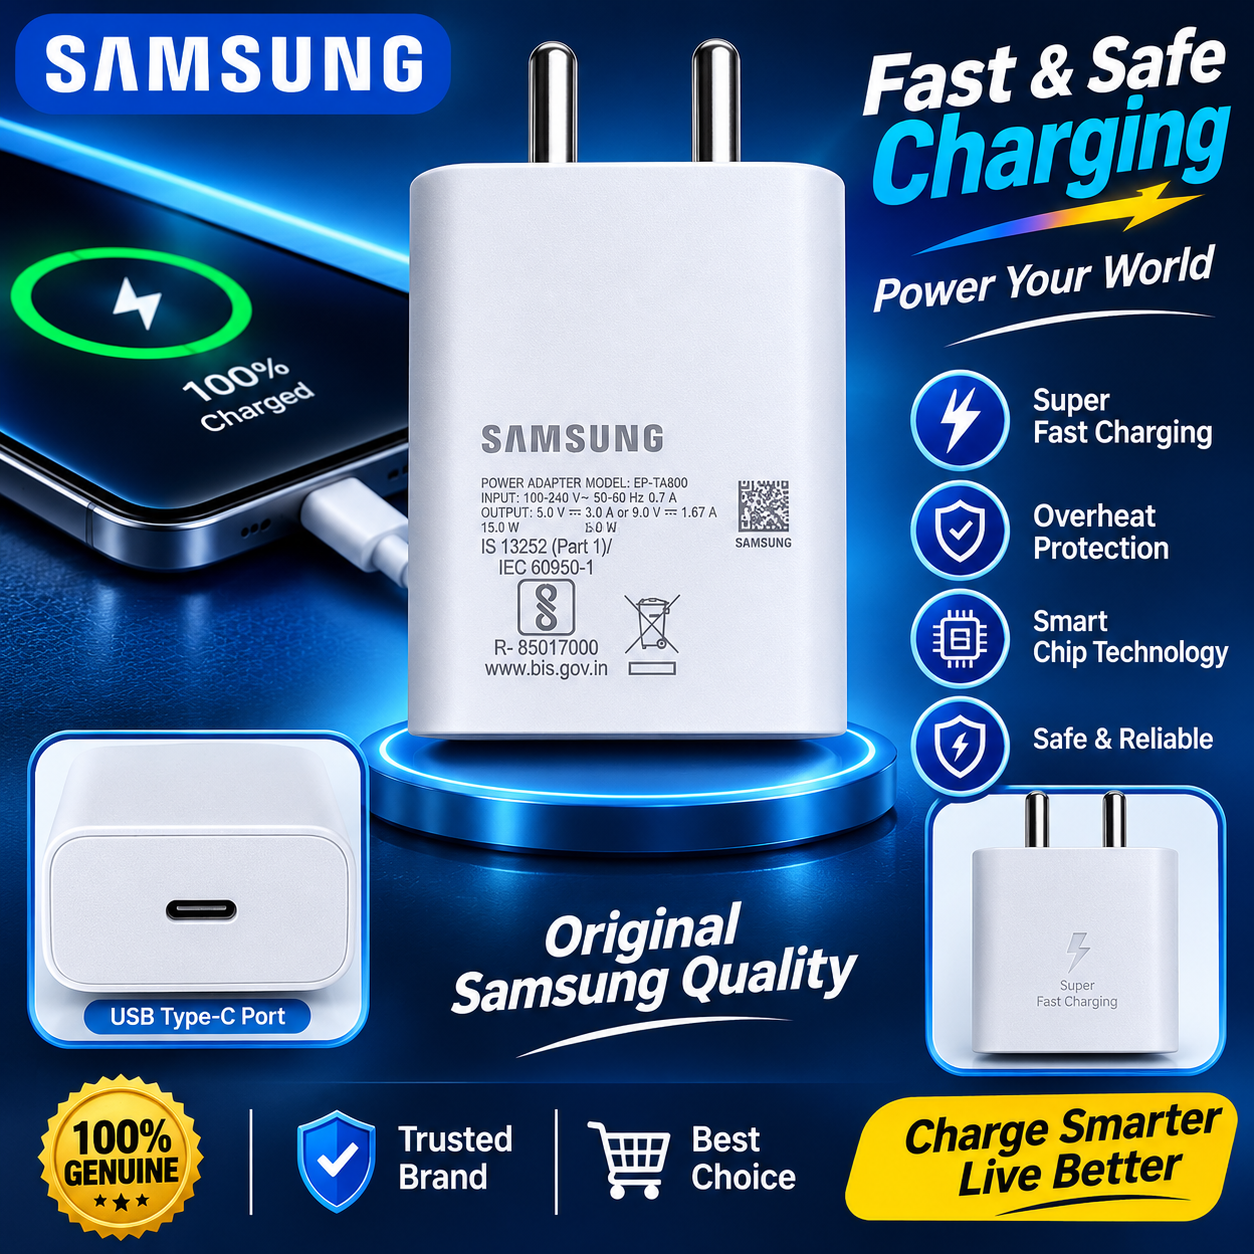 SAMSUNG
Fast & Safe
Charging
Power Your World
100%
Charged
Super
Fast Charging
Overheat
Protection
Smart
Chip Technology
Safe & Reliable
SAMSUNG
POWER ADAPTER MODEL: EP-TA800
INPUT: 100-240 V~ 50-60 Hz 0.7 A
OUTPUT: 5.0 V ⎓ 3.0 A or 9.0 V ⎓ 1.67 A
15.0 W
SAMSUNG
IS 13252 (Part 1)/
IEC 60950-1
R- 85017000
www.bis.gov.in
USB Type-C Port
Original
Samsung Quality
Super
Fast Charging
100%
GENUINE
Trusted
Brand
Best
Choice
Charge Smarter
Live Better